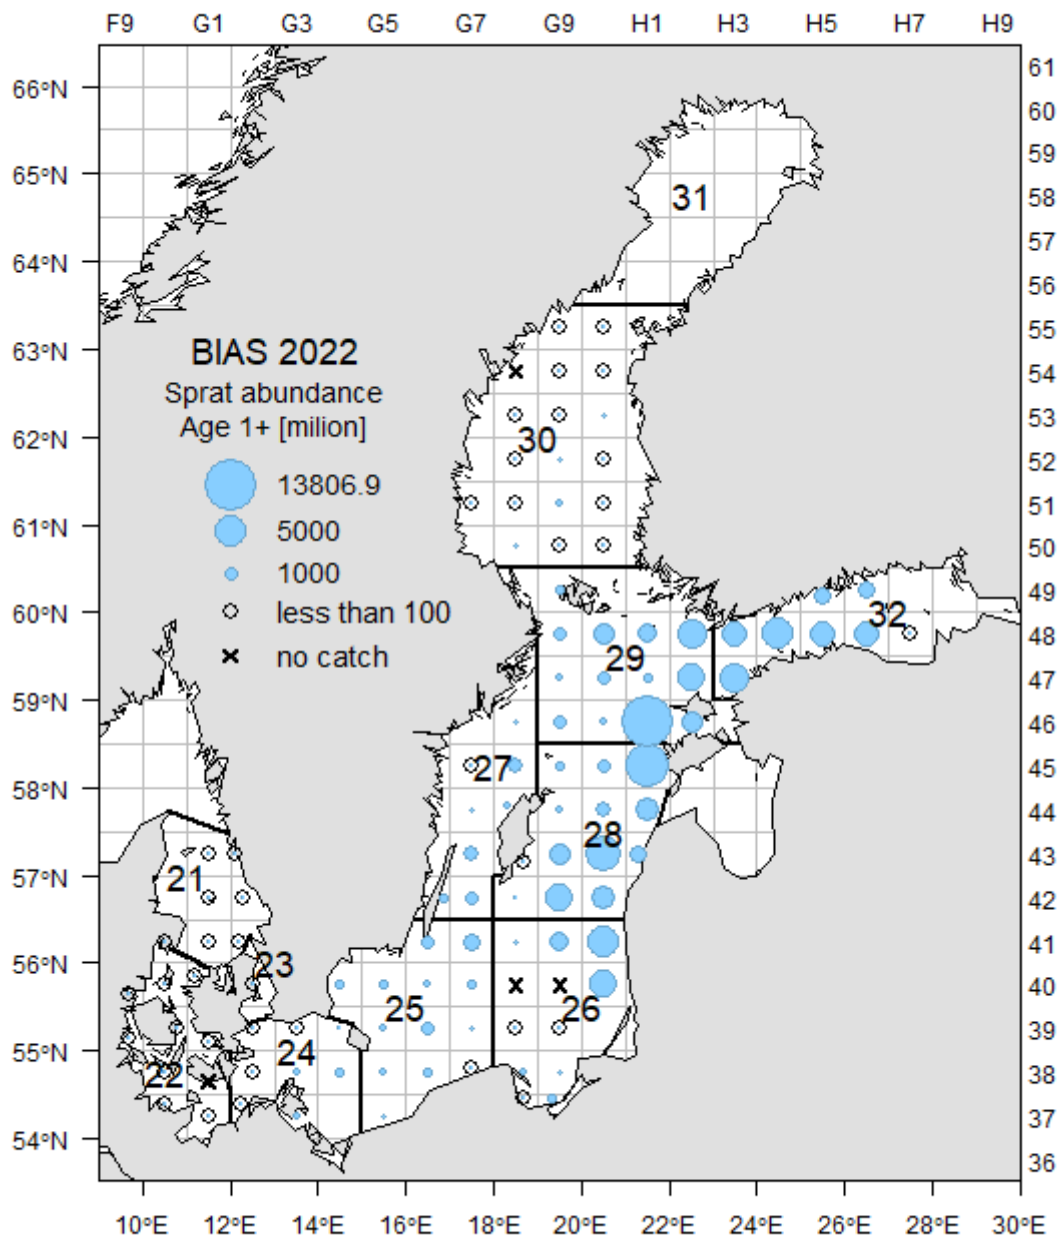 F9 G1 G3 G5 G7 G9 H1 H3 H5 H7 H9
66°N
65°N
64°N
63°N
62°N
61°N
60°N
59°N
58°N
57°N
56°N
55°N
54°N
61
60
59
58
57
56
55
54
53
52
51
50
49
48
47
46
45
44
43
42
41
40
39
38
37
36
BIAS 2022
Sprat abundance
Age 1+ [milion]
13806.9
5000
1000
less than 100
no catch
31
30
32
29
27
28
21
23
25
26
24
22
10°E 12°E 14°E 16°E 18°E 20°E 22°E 24°E 26°E 28°E 30°E